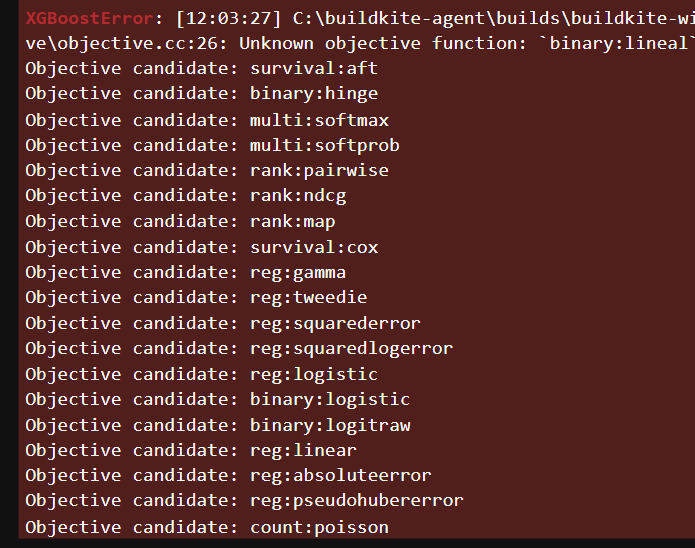 XGBoostError: [12:03:27] C:\buildkite-agent\builds\buildkite-wi
ve\objective.cc:26: Unknown objective function: `binary:lineal`
Objective candidate: survival:aft
Objective candidate: binary:hinge
Objective candidate: multi:softmax
Objective candidate: multi:softprob
Objective candidate: rank:pairwise
Objective candidate: rank:ndcg
Objective candidate: rank:map
Objective candidate: survival:cox
Objective candidate: reg:gamma
Objective candidate: reg:tweedie
Objective candidate: reg:squarederror
Objective candidate: reg:squaredlogerror
Objective candidate: reg:logistic
Objective candidate: binary:logistic
Objective candidate: binary:logitraw
Objective candidate: reg:linear
Objective candidate: reg:absoluteerror
Objective candidate: reg:pseudohubererror
Objective candidate: count:poisson